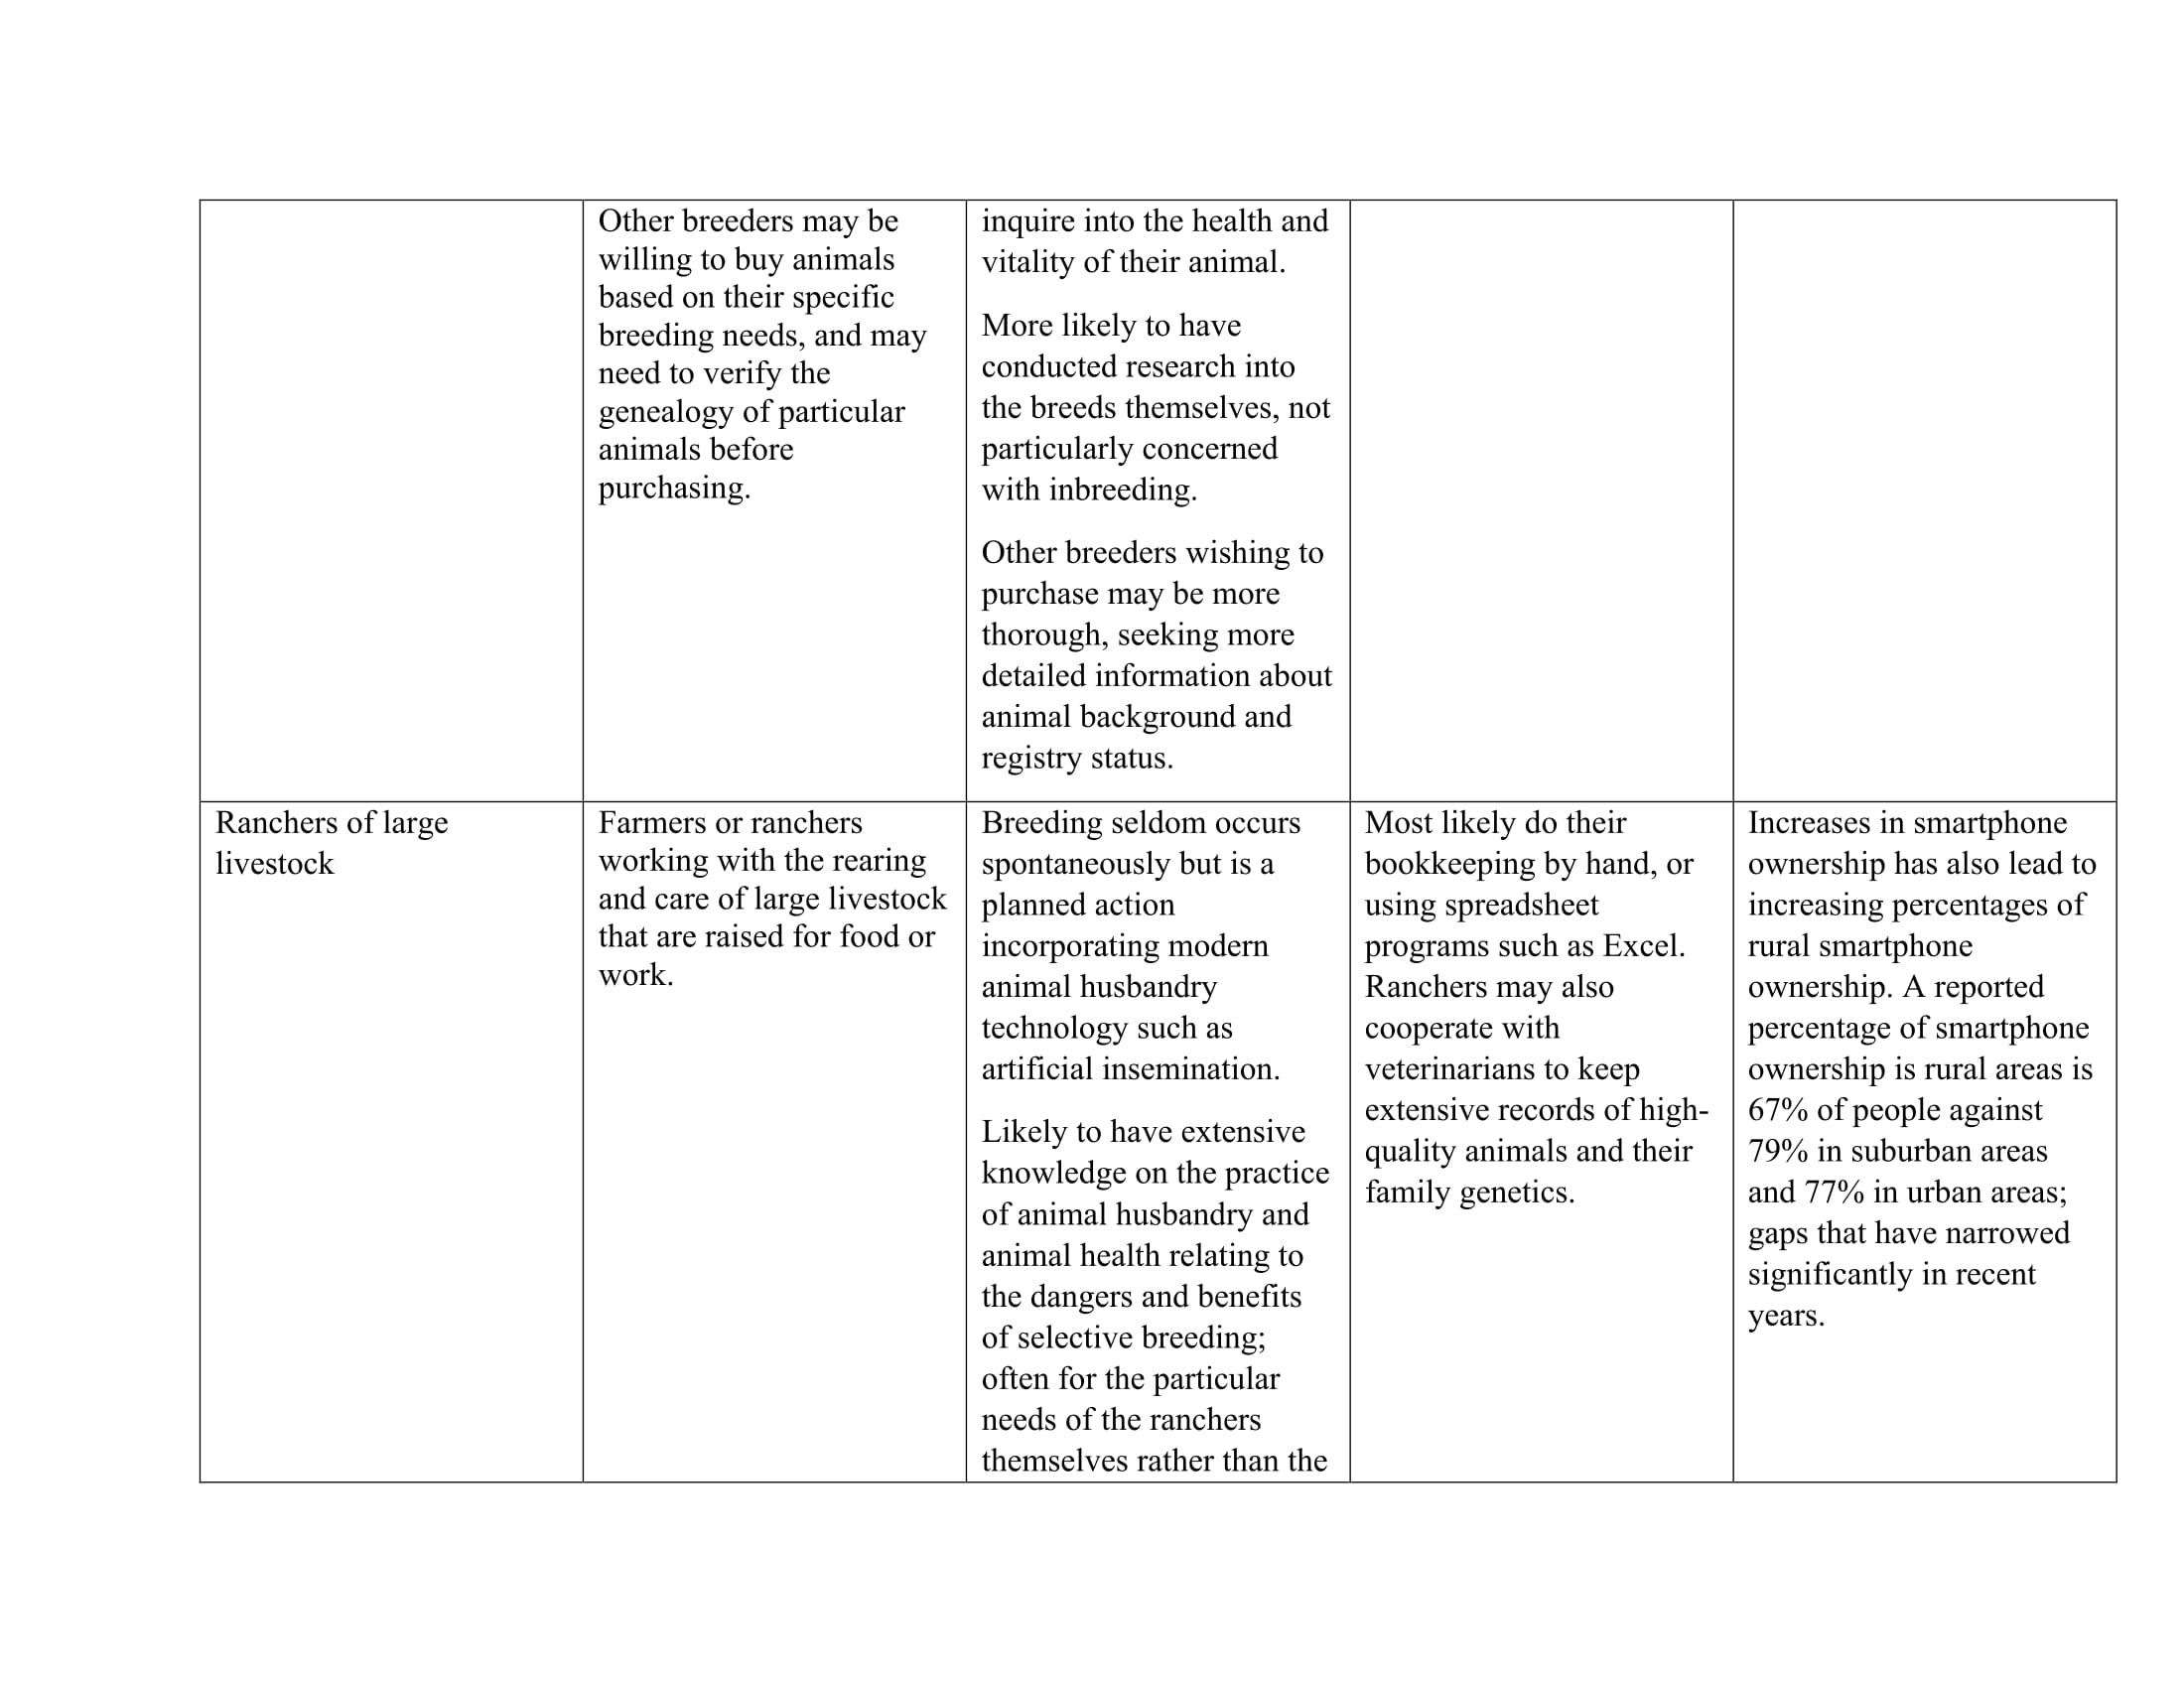 Other breeders may be
willing to buy animals
based on their specific
breeding needs, and may
need to verify the
genealogy of particular
animals before
purchasing.
inquire into the health and
vitality of their animal.
More likely to have
conducted research into
the breeds themselves, not
particularly concerned
with inbreeding.
Other breeders wishing to
purchase may be more
thorough, seeking more
detailed information about
animal background and
registry status.
Ranchers of large
livestock
Farmers or ranchers
working with the rearing
and care of large livestock
that are raised for food or
work.
Breeding seldom occurs
spontaneously but is a
planned action
incorporating modern
animal husbandry
technology such as
artificial insemination.
Likely to have extensive
knowledge on the practice
of animal husbandry and
animal health relating to
the dangers and benefits
of selective breeding;
often for the particular
needs of the ranchers
themselves rather than the
Most likely do their
bookkeeping by hand, or
using spreadsheet
programs such as Excel.
Ranchers may also
cooperate with
veterinarians to keep
extensive records of high-
quality animals and their
family genetics.
Increases in smartphone
ownership has also lead to
increasing percentages of
rural smartphone
ownership. A reported
percentage of smartphone
ownership is rural areas is
67% of people against
79% in suburban areas
and 77% in urban areas;
gaps that have narrowed
significantly in recent
years.